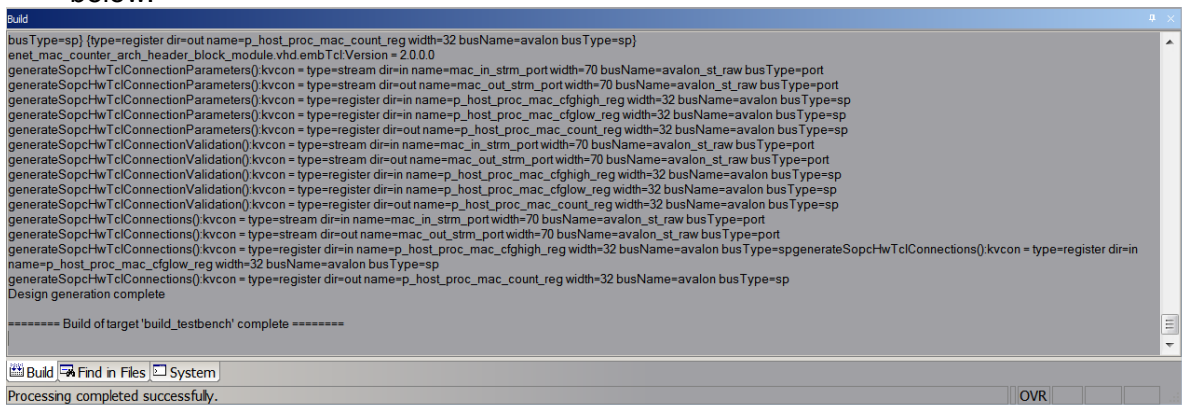 below.
Build
busType=sp} {type=register dir=out name=p_host_proc_mac_count_reg width=32 busName=avalon busType=sp}
enet_mac_counter_arch_header_block_module.vhd.embTcl:Version = 2.0.0.0
generateSopcHwTclConnectionParameters():kvcon = type=stream dir=in name=mac_in_strm_port width=70 busName=avalon_st_raw busType=port
generateSopcHwTclConnectionParameters():kvcon = type=stream dir=out name=mac_out_strm_port width=70 busName=avalon_st_raw busType=port
generateSopcHwTclConnectionParameters():kvcon = type=register dir=in name=p_host_proc_mac_cfghigh_reg width=32 busName=avalon busType=sp
generateSopcHwTclConnectionParameters():kvcon = type=register dir=in name=p_host_proc_mac_cfglow_reg width=32 busName=avalon busType=sp
generateSopcHwTclConnectionParameters():kvcon = type=register dir=out name=p_host_proc_mac_count_reg width=32 busName=avalon busType=sp
generateSopcHwTclConnectionValidation():kvcon = type=stream dir=in name=mac_in_strm_port width=70 busName=avalon_st_raw busType=port
generateSopcHwTclConnectionValidation():kvcon = type=stream dir=out name=mac_out_strm_port width=70 busName=avalon_st_raw busType=port
generateSopcHwTclConnectionValidation():kvcon = type=register dir=in name=p_host_proc_mac_cfghigh_reg width=32 busName=avalon busType=sp
generateSopcHwTclConnectionValidation():kvcon = type=register dir=in name=p_host_proc_mac_cfglow_reg width=32 busName=avalon busType=sp
generateSopcHwTclConnectionValidation():kvcon = type=register dir=out name=p_host_proc_mac_count_reg width=32 busName=avalon busType=sp
generateSopcHwTclConnections():kvcon = type=stream dir=in name=mac_in_strm_port width=70 busName=avalon_st_raw busType=port
generateSopcHwTclConnections():kvcon = type=stream dir=out name=mac_out_strm_port width=70 busName=avalon_st_raw busType=port
generateSopcHwTclConnections():kvcon = type=register dir=in name=p_host_proc_mac_cfghigh_reg width=32 busName=avalon busType=spgenerateSopcHwTclConnections():kvcon = type=register dir=in
name=p_host_proc_mac_cfglow_reg width=32 busName=avalon busType=sp
generateSopcHwTclConnections():kvcon = type=register dir=out name=p_host_proc_mac_count_reg width=32 busName=avalon busType=sp
Design generation complete
======== Build of target 'build_testbench' complete ========
Build Find in Files System
Processing completed successfully. OVR